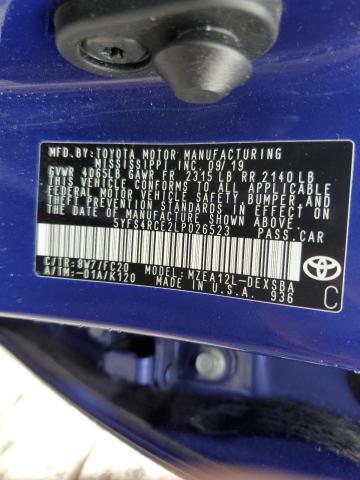 MFD.BY: TOYOTA MOTOR MANUFACTURING
MISSISSIPPI, INC. 09/19
GVWR 4065LB GAWR FR 2315 LB RR 2140 LB
THIS VEHICLE CONFORMS TO ALL APPLICABLE
FEDERAL MOTOR VEHICLE SAFETY, BUMPER, AND
THEFT PREVENTION STANDARDS IN EFFECT ON
THE DATE OF MANUFACTURE SHOWN ABOVE.
5YFS4RCE2LP026523 PASS.CAR
C/TR: 8W7/FC20 MODEL: MZEA12L-DEXSBA
A/TM: -01A/K120 MADE IN U.S.A. 936
C
TOYOTA